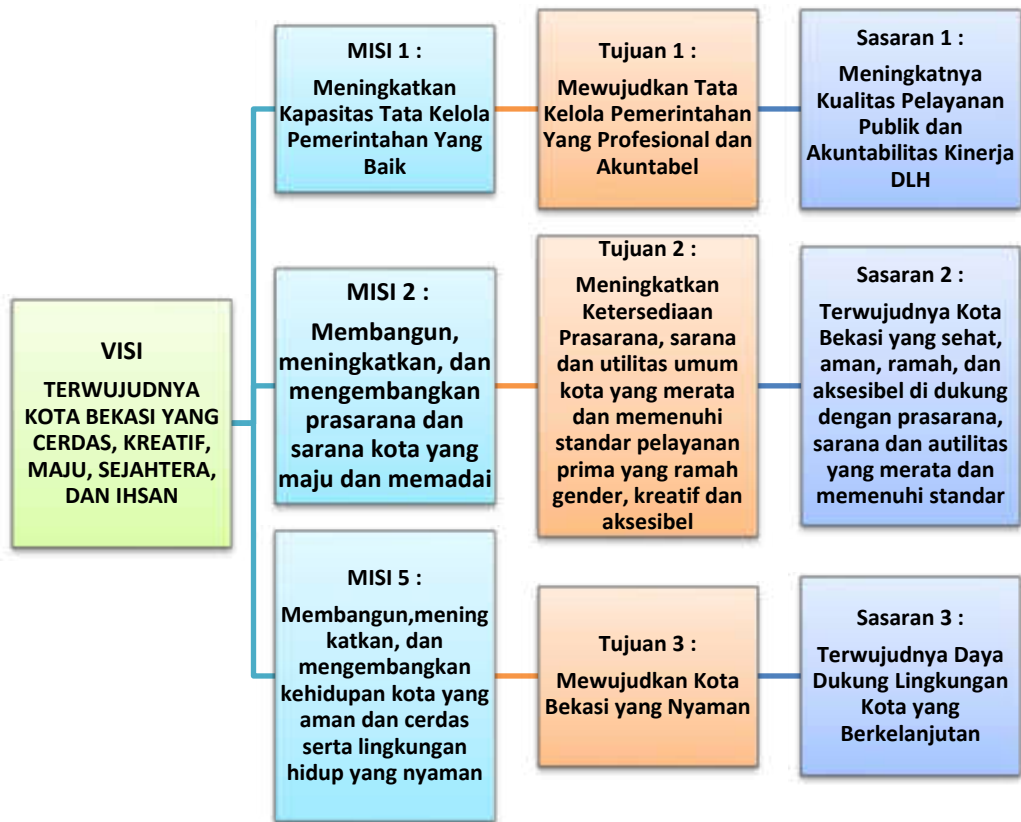 VISI
TERWUJUDNYA
KOTA BEKASI YANG
CERDAS, KREATIF,
MAJU, SEJAHTERA,
DAN IHSAN
MISI 1 :
Meningkatkan
Kapasitas Tata Kelola
Pemerintahan Yang
Baik
Tujuan 1 :
Mewujudkan Tata
Kelola Pemerintahan
Yang Profesional dan
Akuntabel
Sasaran 1 :
Meningkatnya
Kualitas Pelayanan
Publik dan
Akuntabilitas Kinerja
DLH
MISI 2 :
Membangun,
meningkatkan, dan
mengembangkan
prasarana dan
sarana kota yang
maju dan memadai
Tujuan 2 :
Meningkatkan
Ketersediaan
Prasarana, sarana
dan utilitas umum
kota yang merata
dan memenuhi
standar pelayanan
prima yang ramah
gender, kreatif dan
aksesibel
Sasaran 2 :
Terwujudnya Kota
Bekasi yang sehat,
aman, ramah, dan
aksesibel di dukung
dengan prasarana,
sarana dan autilitas
yang merata dan
memenuhi standar
MISI 5 :
Membangun,mening
katkan, dan
mengembangkan
kehidupan kota yang
aman dan cerdas
serta lingkungan
hidup yang nyaman
Tujuan 3 :
Mewujudkan Kota
Bekasi yang Nyaman
Sasaran 3 :
Terwujudnya Daya
Dukung Lingkungan
Kota yang
Berkelanjutan